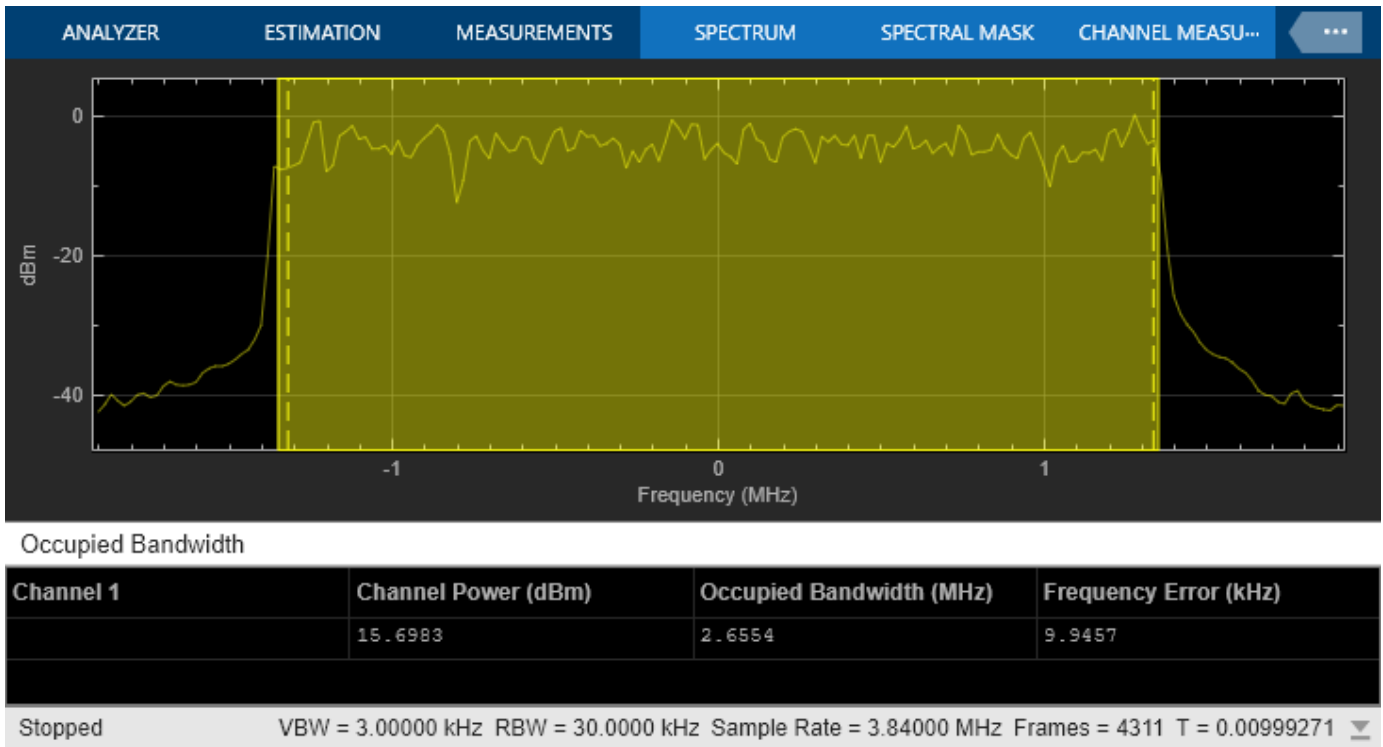 ANALYZER ESTIMATION MEASUREMENTS SPECTRUM SPECTRAL MASK CHANNEL MEASU... ...
0
-20
-40
dBm
-1 0 1
Frequency (MHz)
Occupied Bandwidth
Channel 1 Channel Power (dBm) Occupied Bandwidth (MHz) Frequency Error (kHz)
15.6983 2.6554 9.9457
Stopped VBW = 3.00000 kHz RBW = 30.0000 kHz Sample Rate = 3.84000 MHz Frames = 4311 T = 0.00999271